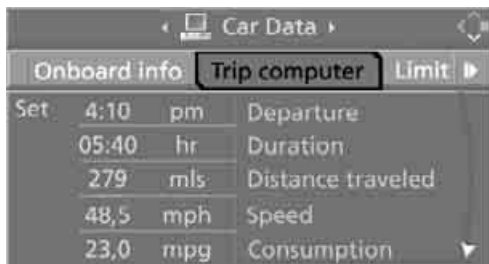 Car Data
Onboard info Trip computer Limit
Set 4:10 pm Departure
05:40 hr Duration
279 mls Distance traveled
48,5 mph Speed
23,0 mpg Consumption